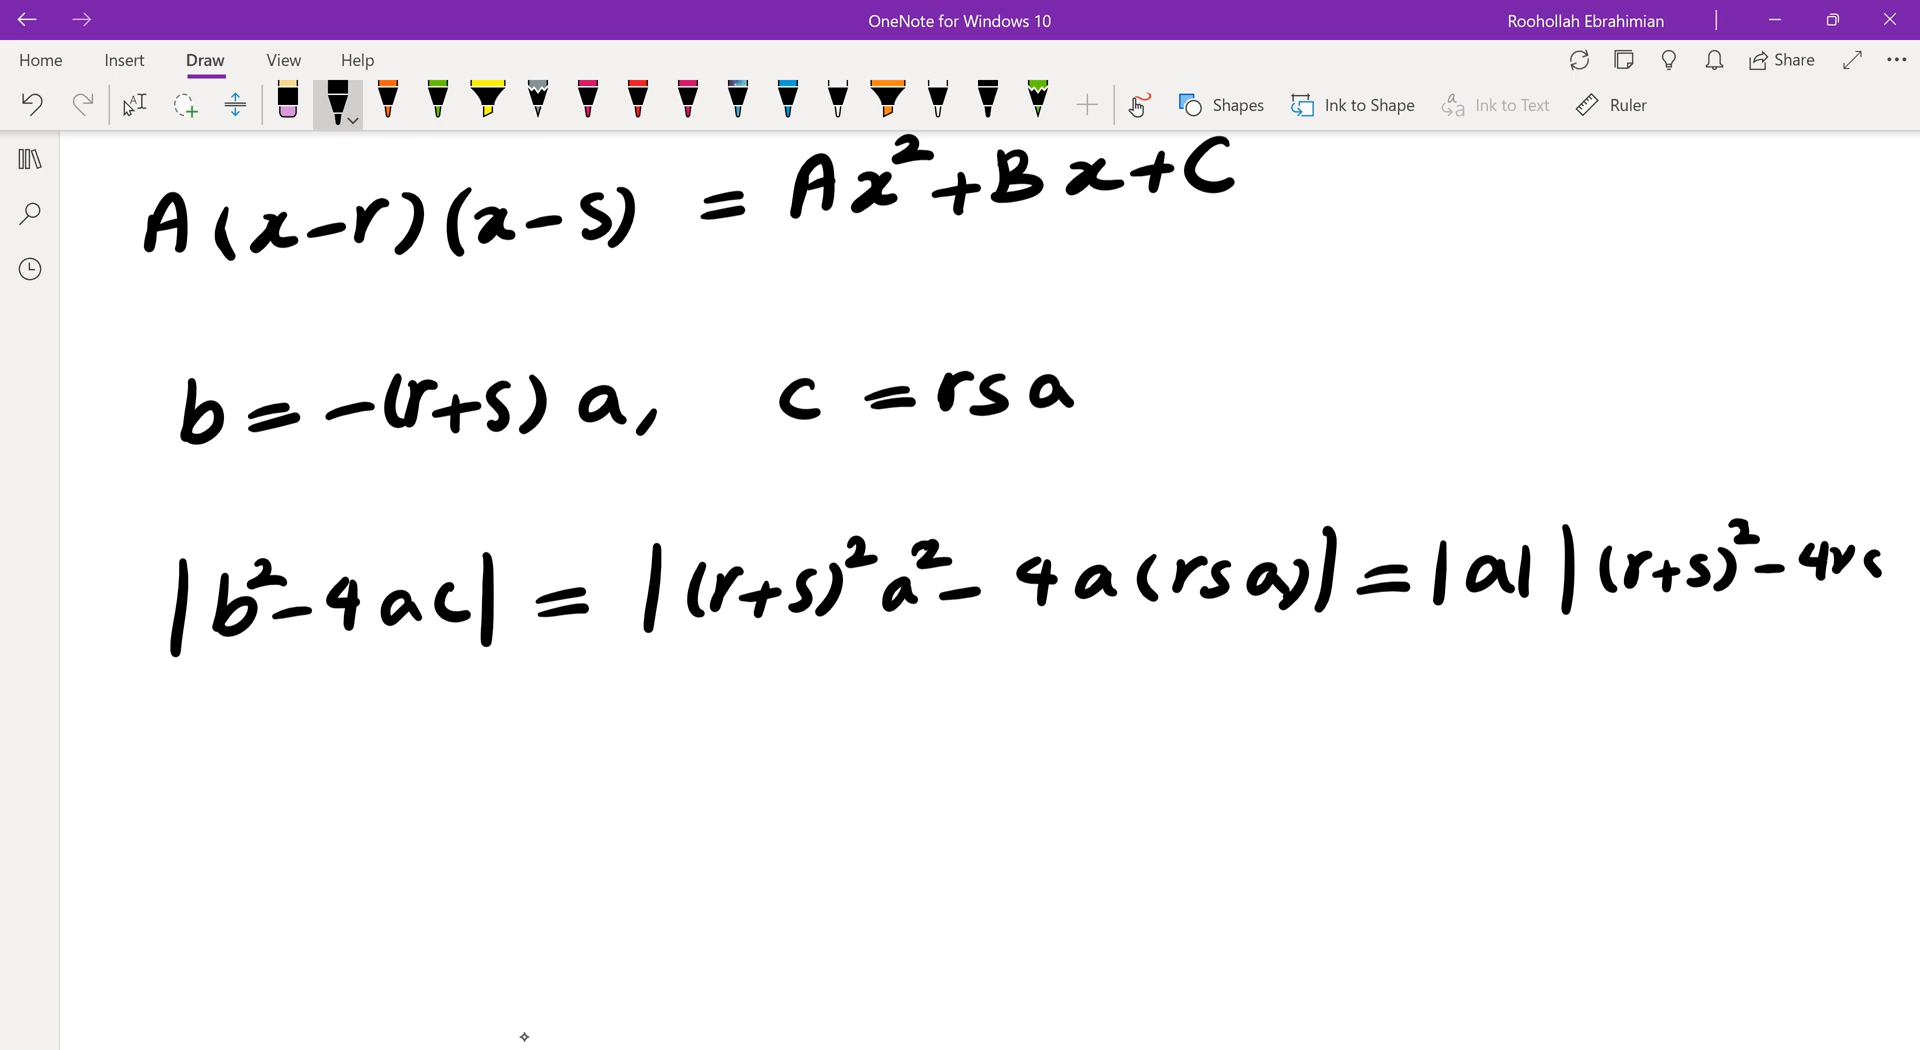 OneNote for Windows 10
Roohollah Ebrahimian
Home Insert Draw View Help
Share
Shapes Ink to Shape Ink to Text Ruler
A(x-r)(x-s) = Ax²+Bx+C
b = -(r+s)a, c = rsa
|b²-4ac| = |(r+s)²a²-4a(rsa)| = |a||(r+s)²-4r